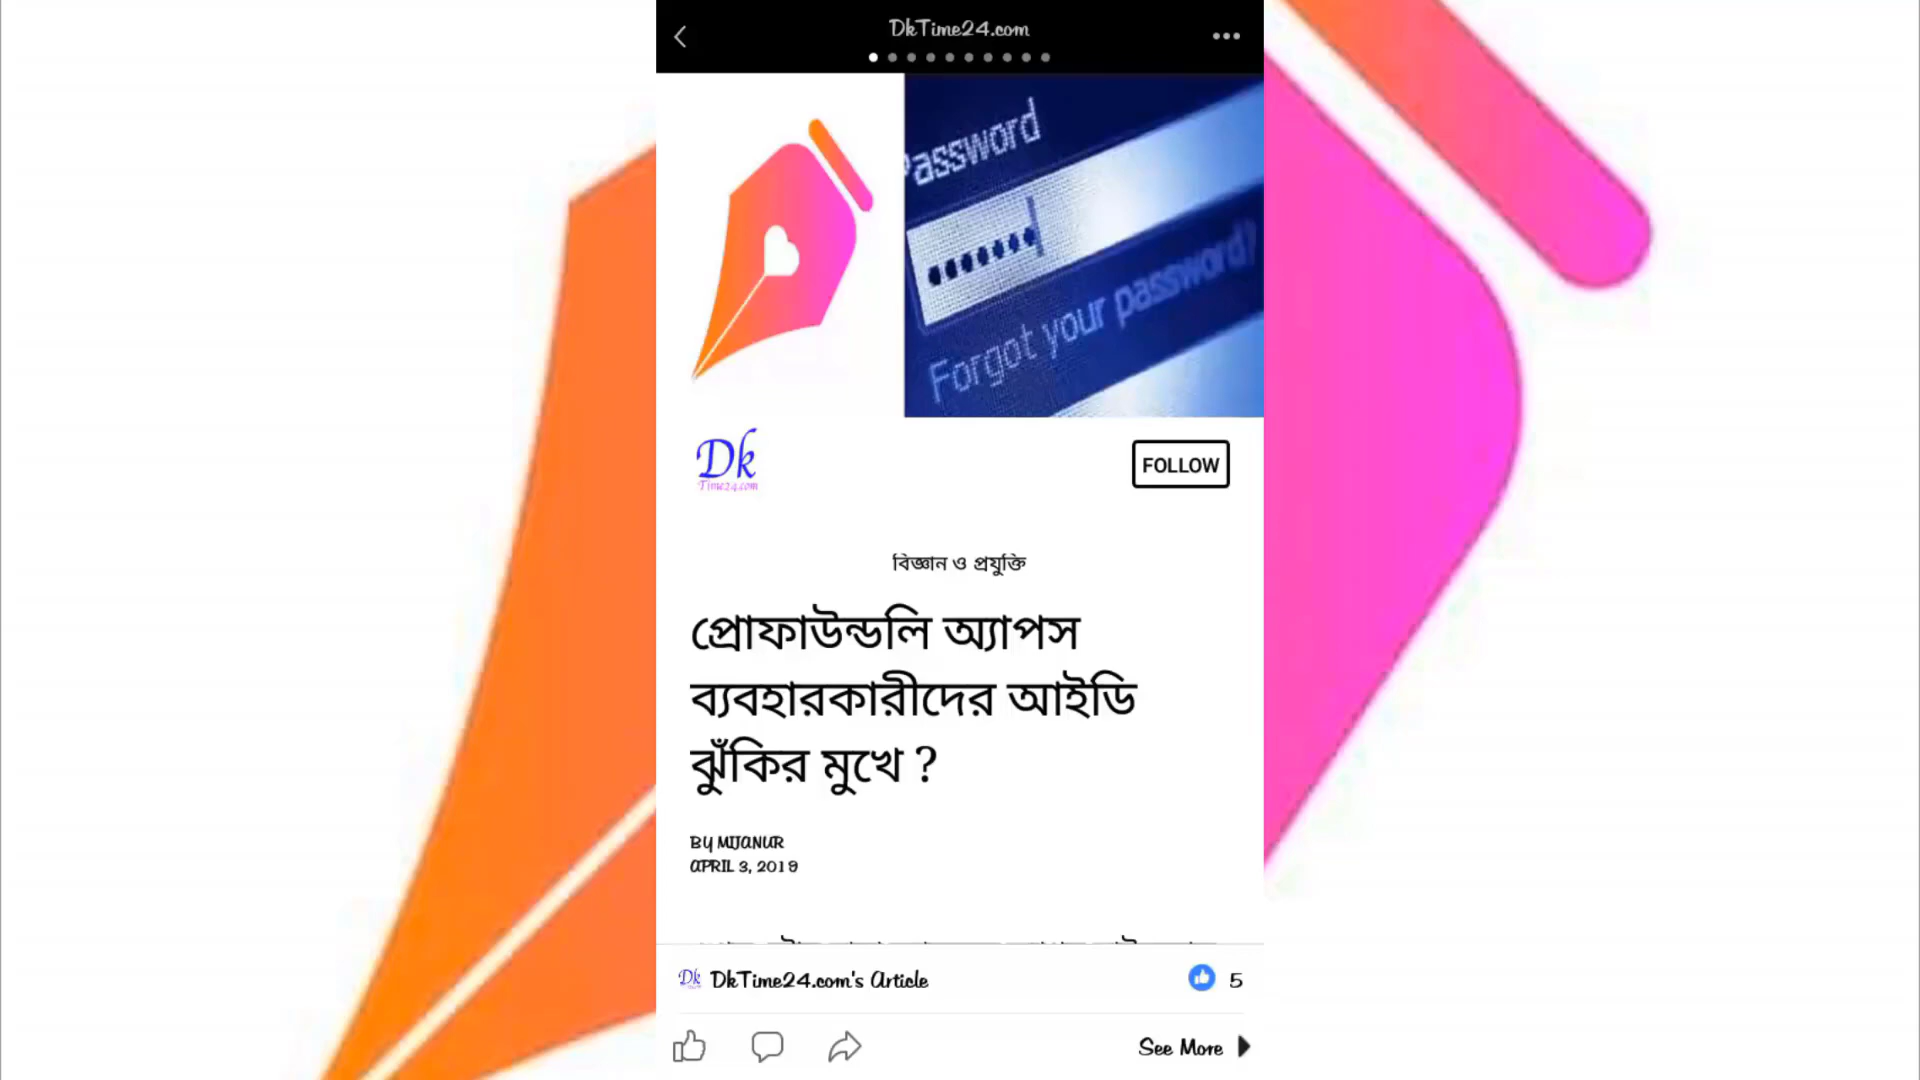 DkTime24.com
Password
Forgot your password?
Dk
Time24.com
FOLLOW
বিজ্ঞান ও প্রযুক্তি
প্রোফাউন্ডলি অ্যাপস
ব্যবহারকারীদের আইডি
ঝুঁকির মুখে ?
BY MIJANUR
APRIL 3, 2019
Dk DkTime24.com's Article
5
See More